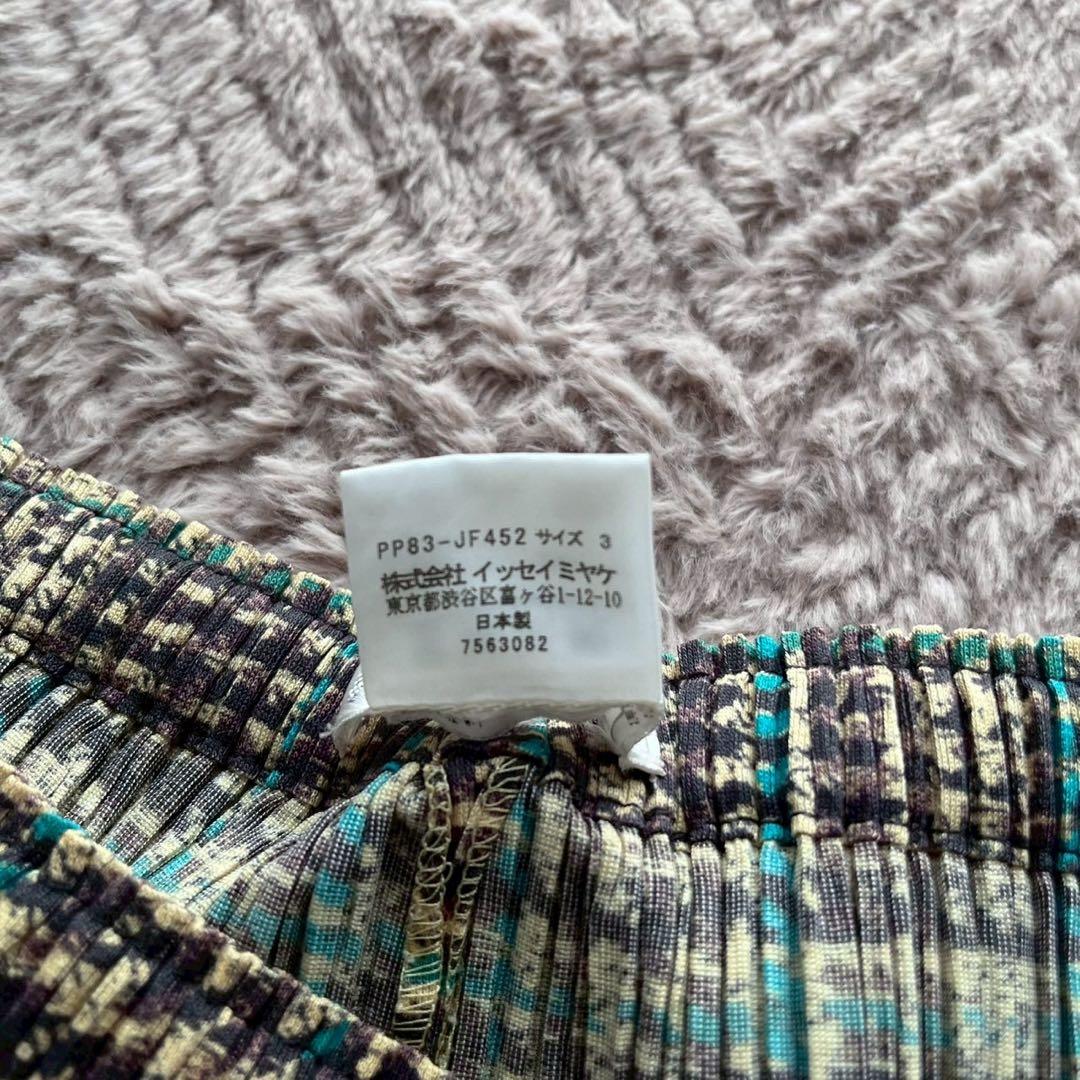 PP83-JF452 サイズ 3
株式会社 イッセイミヤケ
東京都渋谷区富ヶ谷1-12-10
日本製
7563082